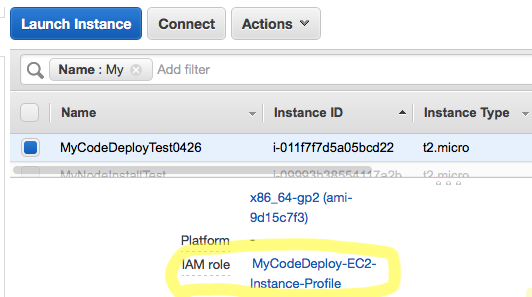 Launch Instance Connect Actions
Name : My Add filter
Name Instance ID Instance Type
MyCodeDeployTest0426 i-011f7f7d5a05bcd22 t2.micro
MyNodeInstallTest i-09993b38554117a2b t2.micro
x86_64-gp2 (ami-
9d15c7f3)
Platform -
IAM role MyCodeDeploy-EC2-
Instance-Profile